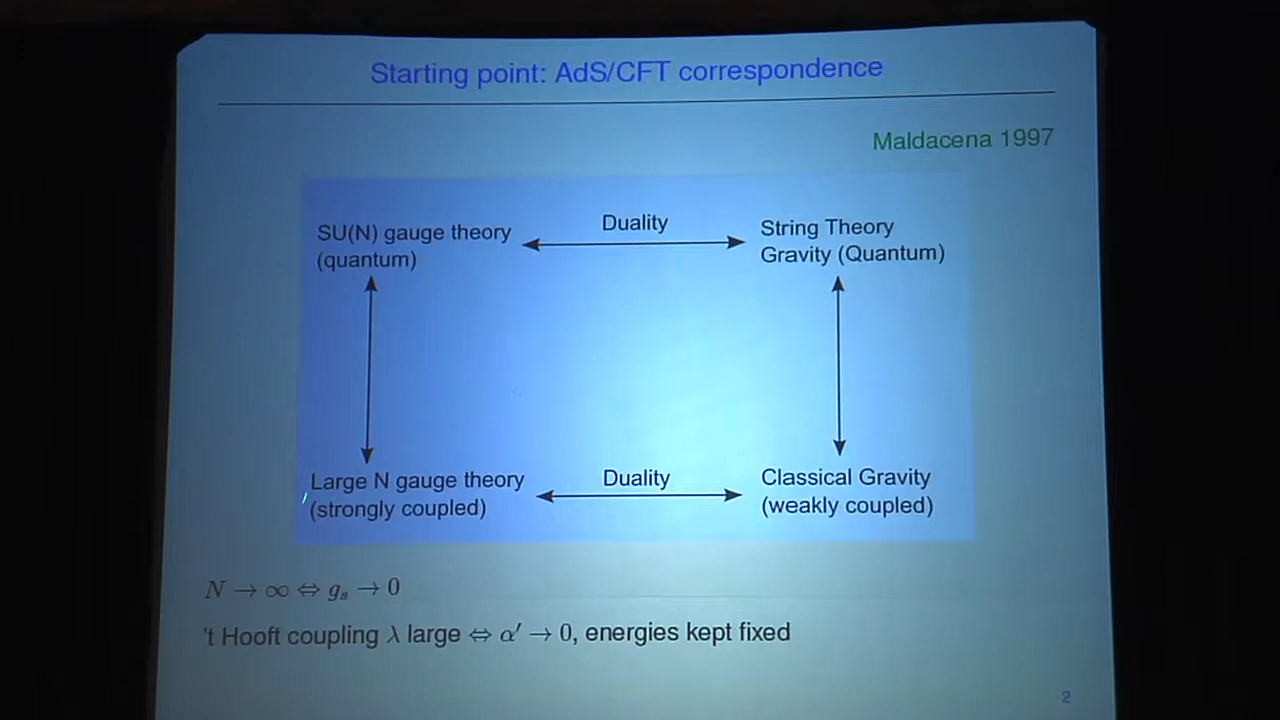 Starting point: AdS/CFT correspondence
Maldacena 1997
SU(N) gauge theory
(quantum)
Duality
String Theory
Gravity (Quantum)
Large N gauge theory
(strongly coupled)
Duality
Classical Gravity
(weakly coupled)
N → ∞ ⇔ gₛ → 0
't Hooft coupling λ large ⇔ α′ → 0, energies kept fixed
2